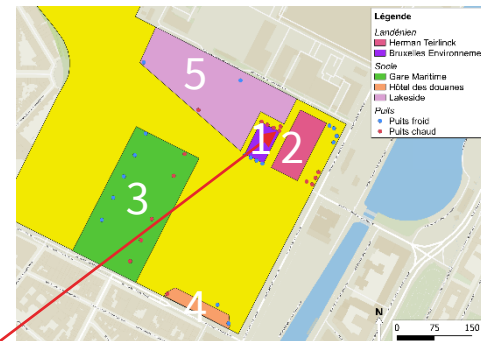 Légende
Landénien
Herman Teirlinck
Bruxelles Environneme
Socle
Gare Maritime
Hôtel des douanes
Lakeside
Puits
Puits froid
Puits chaud
5
1
2
3
4
N
0 75 150